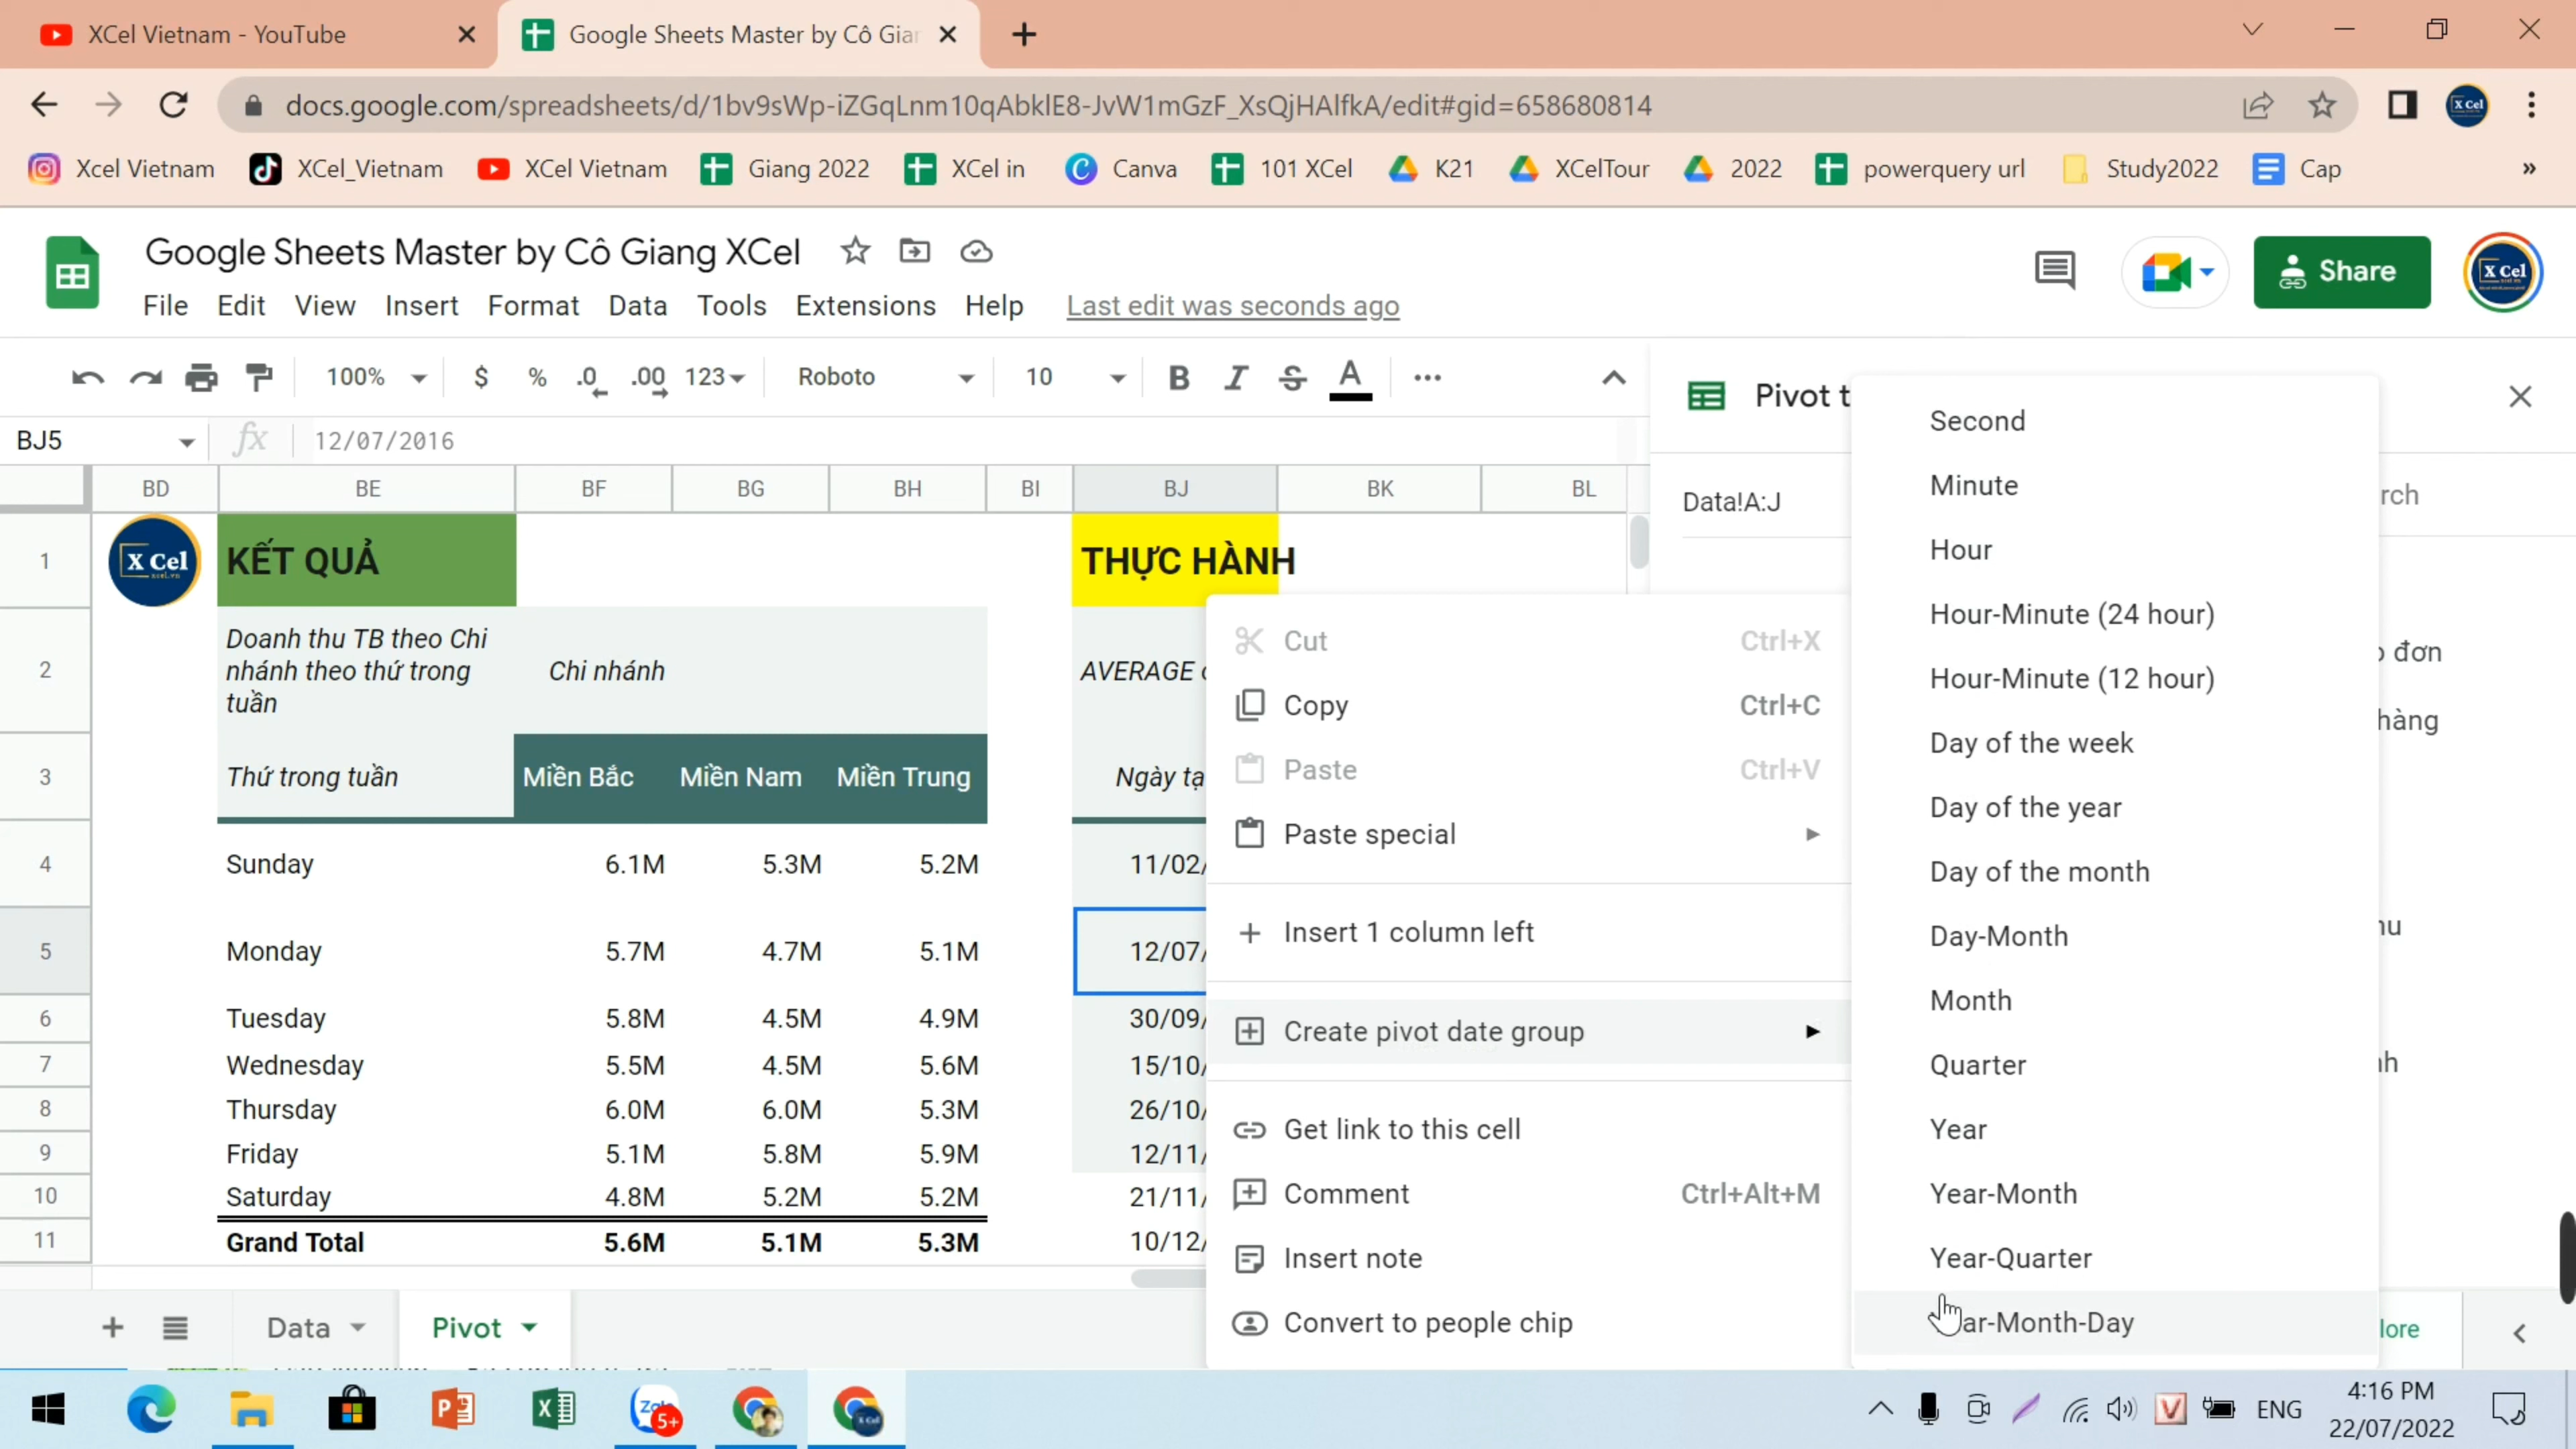 XCel Vietnam - YouTube
Google Sheets Master by Cô Giar
docs.google.com/spreadsheets/d/1bv9sWp-iZGqLnm10qAbklE8-JvW1mGzF_XsQjHAlfkA/edit#gid=658680814
Xcel Vietnam
XCel_Vietnam
XCel Vietnam
Giang 2022
XCel in
Canva
101 XCel
K21
XCelTour
2022
powerquery url
Study2022
Cap
Google Sheets Master by Cô Giang XCel
Share
X Cel
File Edit View Insert Format Data Tools Extensions Help Last edit was seconds ago
100% $ % .0 .00 123 Roboto 10 B I S A
Pivot t
BJ5 fx 12/07/2016
BD BE BF BG BH BI BJ BK BL
Data!A:J
rch
1 X Cel xcel.vn KẾT QUẢ THỰC HÀNH
2 Doanh thu TB theo Chi nhánh theo thứ trong tuần Chi nhánh AVERAGE
3 Thứ trong tuần Miền Bắc Miền Nam Miền Trung Ngày tạ
4 Sunday 6.1M 5.3M 5.2M 11/02/
5 Monday 5.7M 4.7M 5.1M 12/07/
6 Tuesday 5.8M 4.5M 4.9M 30/09/
7 Wednesday 5.5M 4.5M 5.6M 15/10/
8 Thursday 6.0M 6.0M 5.3M 26/10/
9 Friday 5.1M 5.8M 5.9M 12/11/
10 Saturday 4.8M 5.2M 5.2M 21/11/
11 Grand Total 5.6M 5.1M 5.3M 10/12/
Cut Ctrl+X
Copy Ctrl+C
Paste Ctrl+V
Paste special
Insert 1 column left
Create pivot date group
Get link to this cell
Comment Ctrl+Alt+M
Insert note
Convert to people chip
Second
Minute
Hour
Hour-Minute (24 hour)
Hour-Minute (12 hour)
Day of the week
Day of the year
Day of the month
Day-Month
Month
Quarter
Year
Year-Month
Year-Quarter
ar-Month-Day
đơn
hàng
lore
Data
Pivot
5+
ENG
4:16 PM
22/07/2022